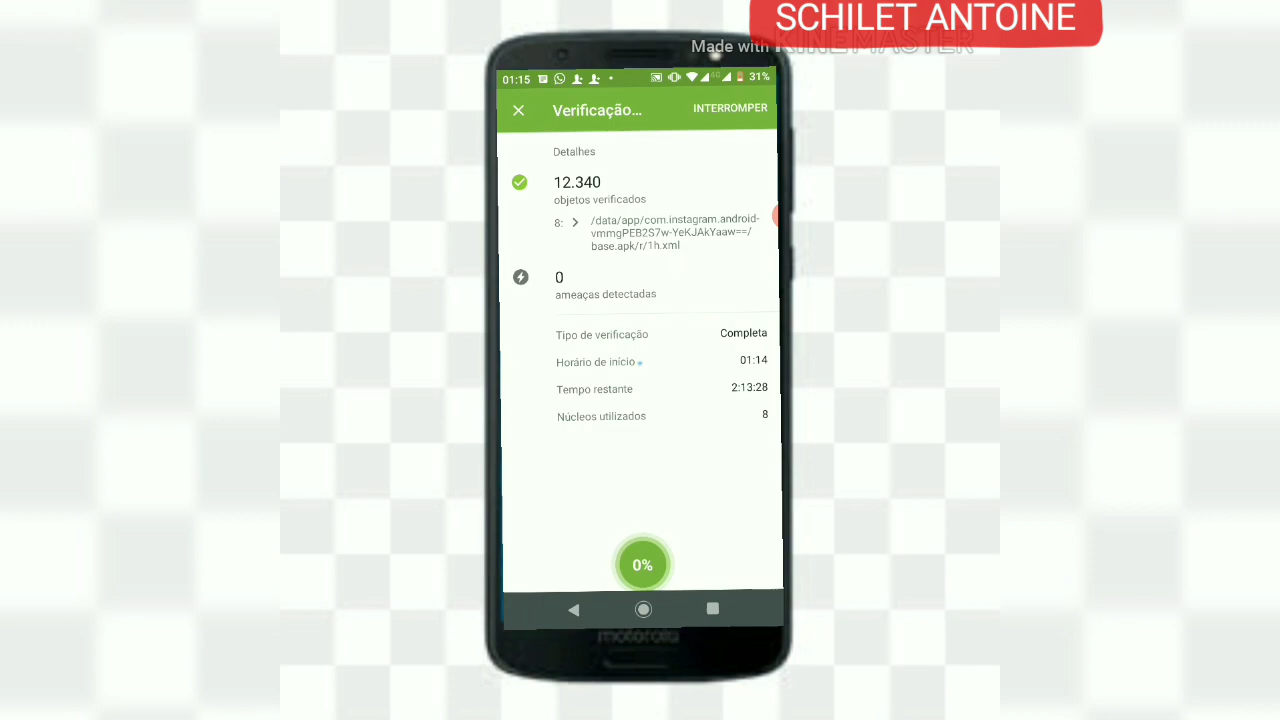 SCHILET ANTOINE
Made with KINEMASTER
01:15
4G
31%
Verificação...
INTERROMPER
Detalhes
12.340
objetos verificados
8:
/data/app/com.instagram.android-
vmmgPEB2S7w-YeKJAkYaaw==/
base.apk/r/1h.xml
0
ameaças detectadas
Tipo de verificação Completa
Horário de início 01:14
Tempo restante 2:13:28
Núcleos utilizados 8
0%
motorola